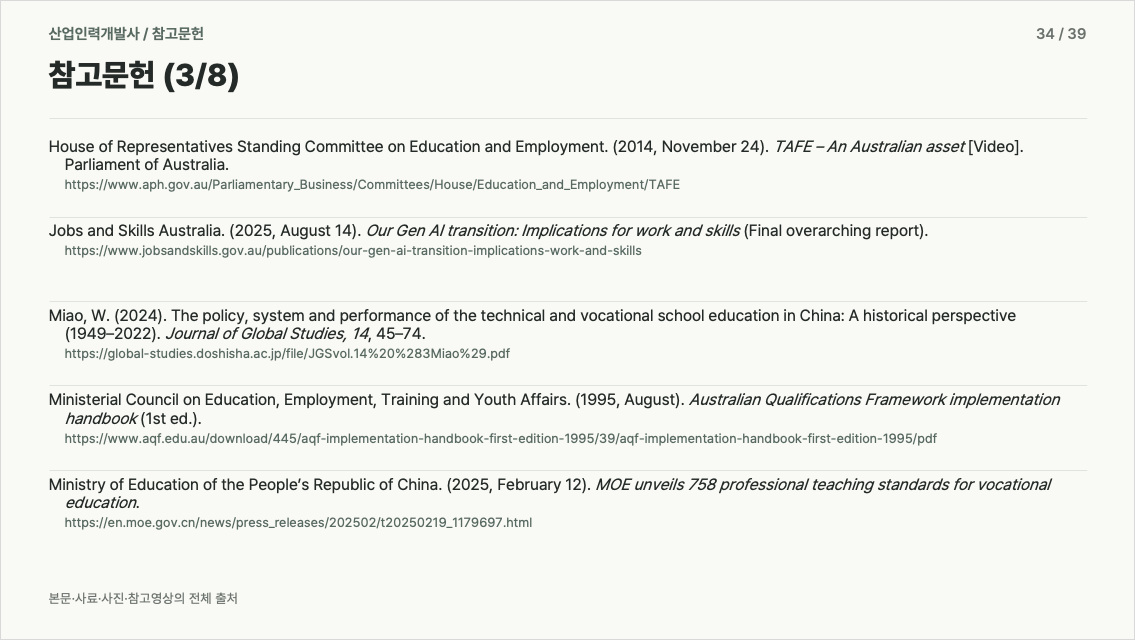 산업인력개발사 / 참고문헌
34 / 39
참고문헌 (3/8)
House of Representatives Standing Committee on Education and Employment. (2014, November 24). TAFE – An Australian asset [Video].
Parliament of Australia.
https://www.aph.gov.au/Parliamentary_Business/Committees/House/Education_and_Employment/TAFE
Jobs and Skills Australia. (2025, August 14). Our Gen AI transition: Implications for work and skills (Final overarching report).
https://www.jobsandskills.gov.au/publications/our-gen-ai-transition-implications-work-and-skills
Miao, W. (2024). The policy, system and performance of the technical and vocational school education in China: A historical perspective
(1949–2022). Journal of Global Studies, 14, 45–74.
https://global-studies.doshisha.ac.jp/file/JGSvol.14%20%283Miao%29.pdf
Ministerial Council on Education, Employment, Training and Youth Affairs. (1995, August). Australian Qualifications Framework implementation
handbook (1st ed.).
https://www.aqf.edu.au/download/445/aqf-implementation-handbook-first-edition-1995/39/aqf-implementation-handbook-first-edition-1995/pdf
Ministry of Education of the People’s Republic of China. (2025, February 12). MOE unveils 758 professional teaching standards for vocational
education.
https://en.moe.gov.cn/news/press_releases/202502/t20250219_1179697.html
본문·사료·사진·참고영상의 전체 출처